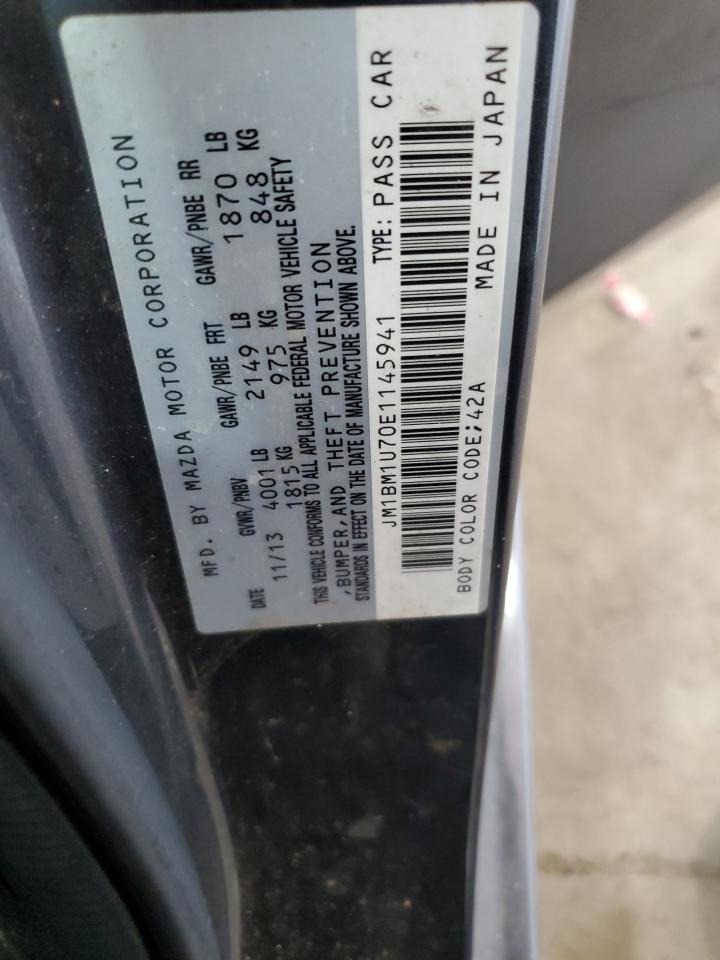 MFD. BY MAZDA MOTOR CORPORATION
DATE GVWR/PNBV GAWR/PNBE FRT GAWR/PNBE RR
11/13 4001 LB 2149 LB 1870 LB
1815 KG 975 KG 848 KG
THIS VEHICLE CONFORMS TO ALL APPLICABLE FEDERAL MOTOR VEHICLE SAFETY
,BUMPER,AND THEFT PREVENTION
STANDARDS IN EFFECT ON THE DATE OF MANUFACTURE SHOWN ABOVE.
JM1BM1U70E1145941 TYPE: PASS CAR
BODY COLOR CODE;42A MADE IN JAPAN